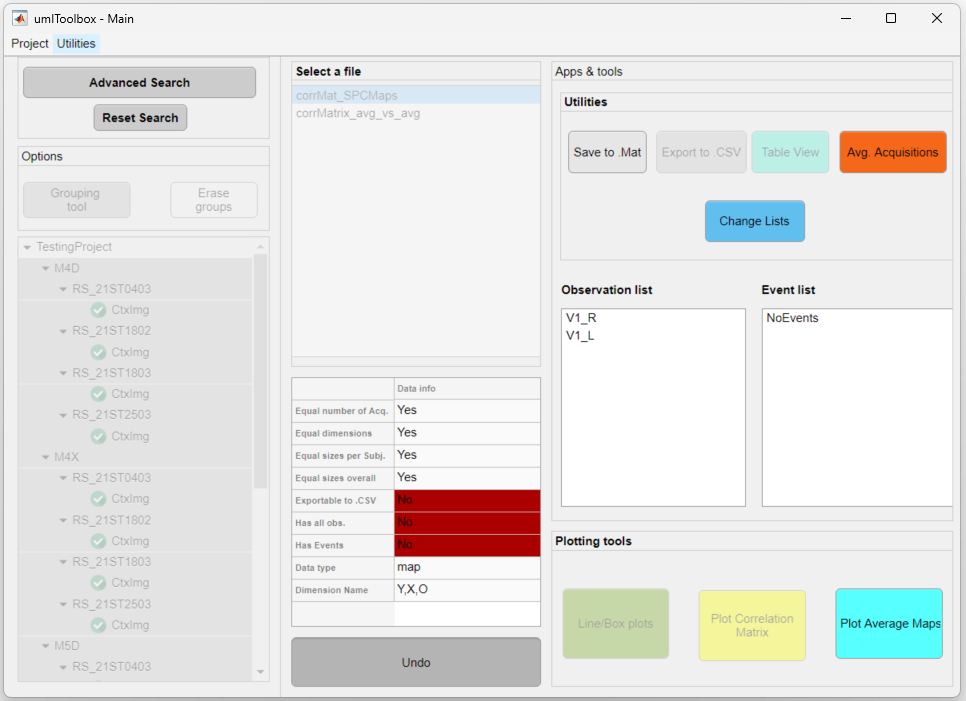 umIToolbox - Main
Project Utilities
Advanced Search
Reset Search
Options
Grouping
tool
Erase
groups
TestingProject
M4D
RS_21ST0403
CtxImg
RS_21ST1802
CtxImg
RS_21ST1803
CtxImg
RS_21ST2503
CtxImg
M4X
RS_21ST0403
CtxImg
RS_21ST1802
CtxImg
RS_21ST1803
CtxImg
RS_21ST2503
CtxImg
M5D
RS_21ST0403
Select a file
corrMat_SPCMaps
corrMatrix_avg_vs_avg
Data info
Equal number of Acq. Yes
Equal dimensions Yes
Equal sizes per Subj. Yes
Equal sizes overall Yes
Exportable to .CSV No
Has all obs. No
Has Events No
Data type map
Dimension Name Y,X,O
Undo
Apps & tools
Utilities
Save to .Mat
Export to .CSV
Table View
Avg. Acquisitions
Change Lists
Observation list
V1_R
V1_L
Event list
NoEvents
Plotting tools
Line/Box plots
Plot Correlation
Matrix
Plot Average Maps